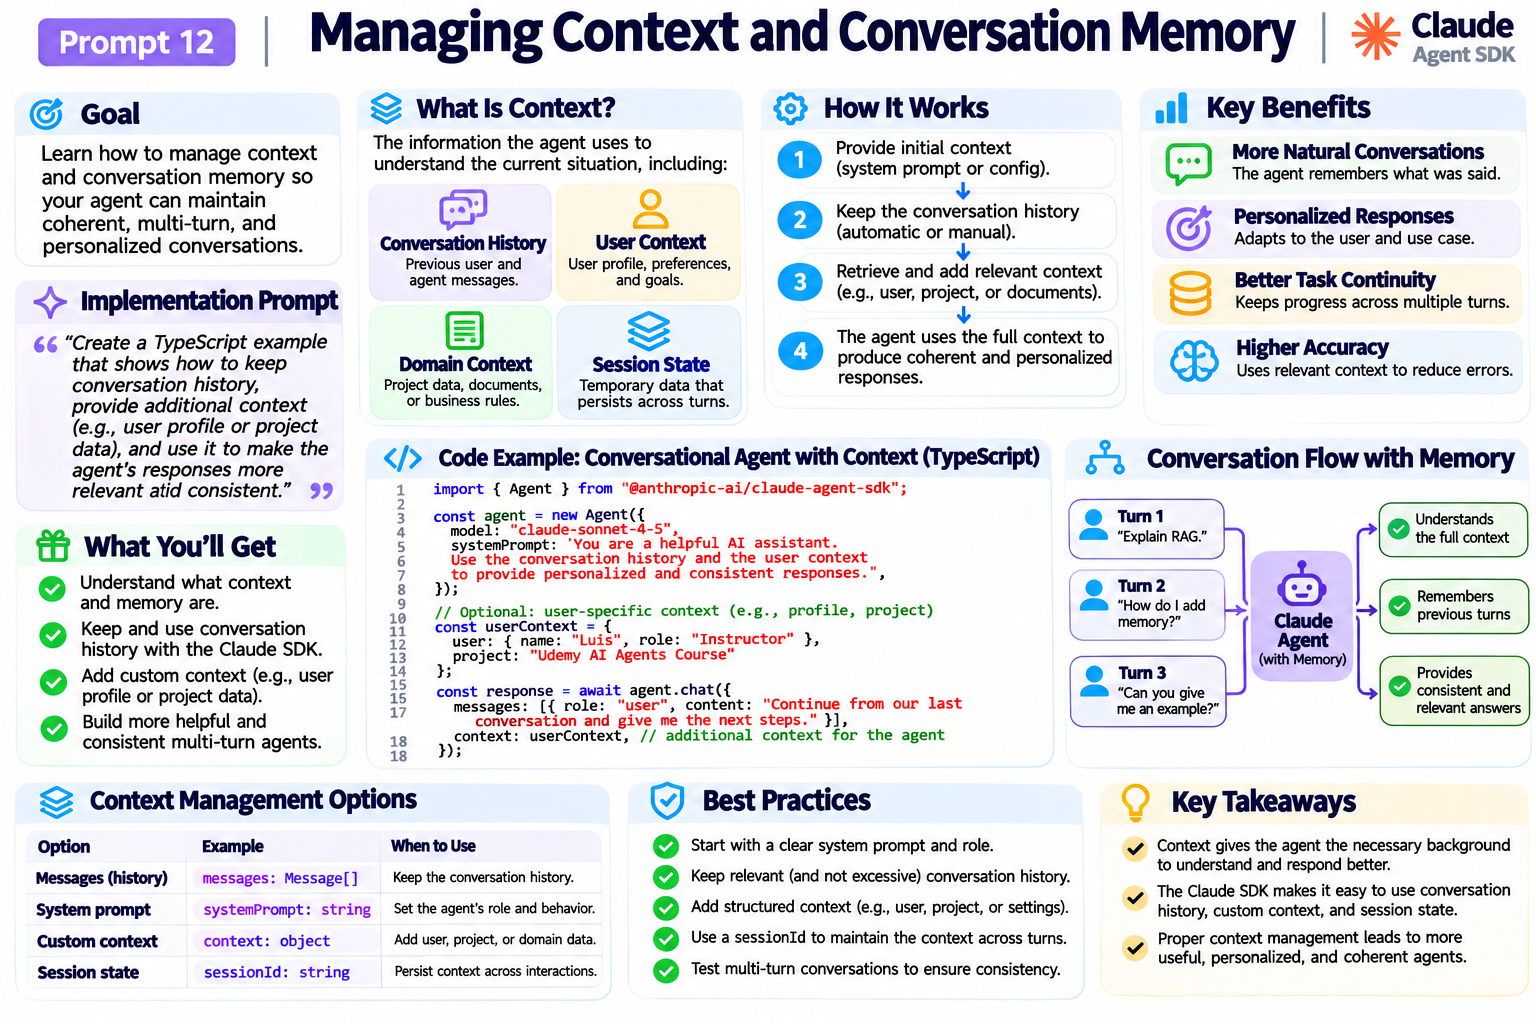 Prompt 12
Managing Context and Conversation Memory
Claude
Agent SDK
Goal
Learn how to manage context
and conversation memory so
your agent can maintain
coherent, multi-turn, and
personalized conversations.
Implementation Prompt
“ “Create a TypeScript example
that shows how to keep
conversation history,
provide additional context
(e.g., user profile or project
data), and use it to make the
agent's responses more
relevant atid consistent.” ”
What You'll Get
Understand what context
and memory are.
Keep and use conversation
history with the Claude SDK.
Add custom context (e.g., user
profile or project data).
Build more helpful and
consistent multi-turn agents.
What Is Context?
The information the agent uses to
understand the current situation, including:
Conversation History
Previous user and
agent messages.
User Context
User profile, preferences,
and goals.
Domain Context
Project data, documents,
or business rules.
Session State
Temporary data that
persists across turns.
How It Works
1 Provide initial context
(system prompt or config).
2 Keep the conversation history
(automatic or manual).
3 Retrieve and add relevant context
(e.g., user, project, or documents).
4 The agent uses the full context to
produce coherent and personalized
responses.
Key Benefits
More Natural Conversations
The agent remembers what was said.
Personalized Responses
Adapts to the user and use case.
Better Task Continuity
Keeps progress across multiple turns.
Higher Accuracy
Uses relevant context to reduce errors.
</> Code Example: Conversational Agent with Context (TypeScript)
1 import { Agent } from "@anthropic-ai/claude-agent-sdk";
2
3 const agent = new Agent({
4 model: "claude-sonnet-4-5",
5 systemPrompt: 'You are a helpful AI assistant.
6 Use the conversation history and the user context
7 to provide personalized and consistent responses.",
8 });
9 // Optional: user-specific context (e.g., profile, project)
10
11 const userContext = {
12 user: { name: "Luis", role: "Instructor" },
13 project: "Udemy AI Agents Course"
14 };
15 const response = await agent.chat({
15 messages: [{ role: "user", content: "Continue from our last
17 conversation and give me the next steps." }],
18 context: userContext, // additional context for the agent
18 });
Conversation Flow with Memory
Turn 1
“Explain RAG.”
Turn 2
“How do I add
memory?”
Turn 3
“Can you give
me an example?”
Claude
Agent
(with Memory)
Understands
the full context
Remembers
previous turns
Provides
consistent and
relevant answers
Context Management Options
Option Example When to Use
Messages (history) messages: Message[] Keep the conversation history.
System prompt systemPrompt: string Set the agent's role and behavior.
Custom context context: object Add user, project, or domain data.
Session state sessionId: string Persist context across interactions.
Best Practices
Start with a clear system prompt and role.
Keep relevant (and not excessive) conversation history.
Add structured context (e.g., user, project, or settings).
Use a sessionId to maintain the context across turns.
Test multi-turn conversations to ensure consistency.
Key Takeaways
Context gives the agent the necessary background
to understand and respond better.
The Claude SDK makes it easy to use conversation
history, custom context, and session state.
Proper context management leads to more
useful, personalized, and coherent agents.